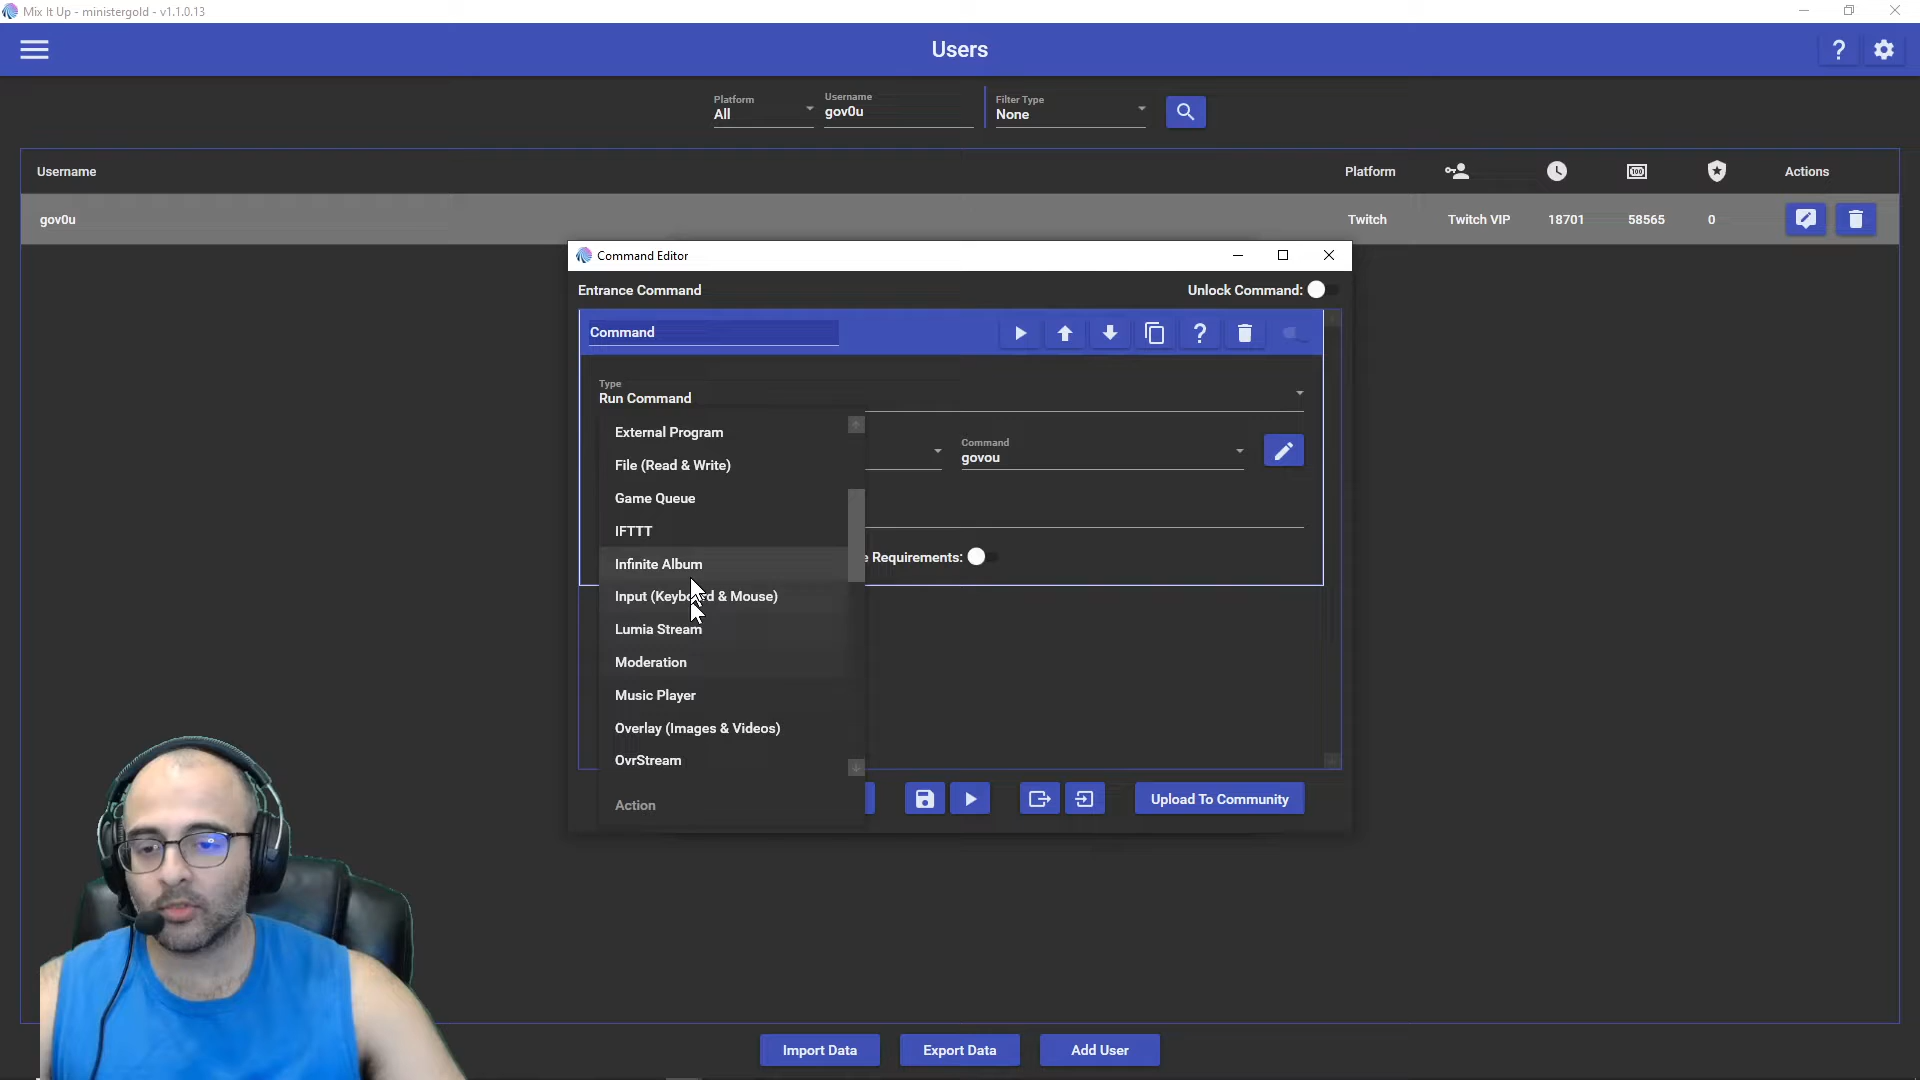 Mix It Up - ministergold - v1.1.0.13
Users
?
Platform
All
Username
gov0u
Filter Type
None
Username
Platform
100
Actions
gov0u
Twitch
Twitch VIP
18701
58565
0
Command Editor
Entrance Command
Unlock Command:
Command
?
Type
Run Command
External Program
File (Read & Write)
Command
govou
Game Queue
IFTTT
Infinite Album
e Requirements:
Input (Keyboard & Mouse)
Lumia Stream
Moderation
Music Player
Overlay (Images & Videos)
OvrStream
Action
Upload To Community
Import Data
Export Data
Add User